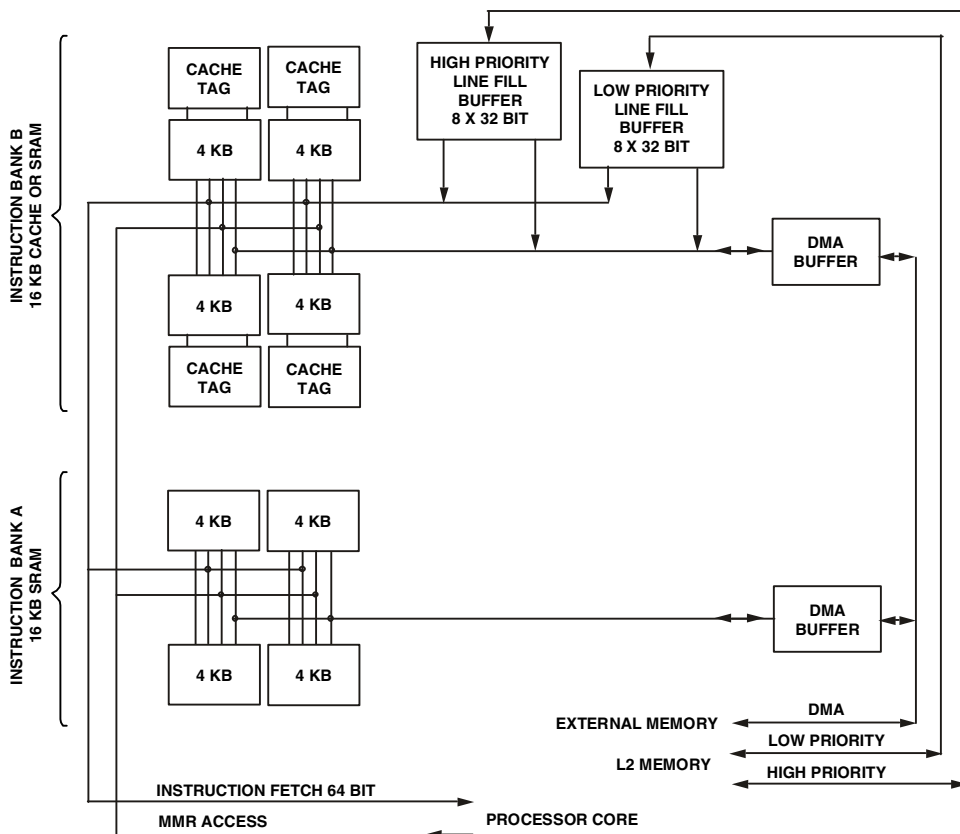 INSTRUCTION BANK B
16 KB CACHE OR SRAM
CACHE
TAG
CACHE
TAG
4 KB
4 KB
4 KB
4 KB
CACHE
TAG
CACHE
TAG
HIGH PRIORITY
LINE FILL
BUFFER
8 X 32 BIT
LOW PRIORITY
LINE FILL
BUFFER
8 X 32 BIT
DMA
BUFFER
INSTRUCTION BANK A
16 KB SRAM
4 KB
4 KB
4 KB
4 KB
DMA
BUFFER
EXTERNAL MEMORY
DMA
LOW PRIORITY
L2 MEMORY
HIGH PRIORITY
INSTRUCTION FETCH 64 BIT
MMR ACCESS
PROCESSOR CORE